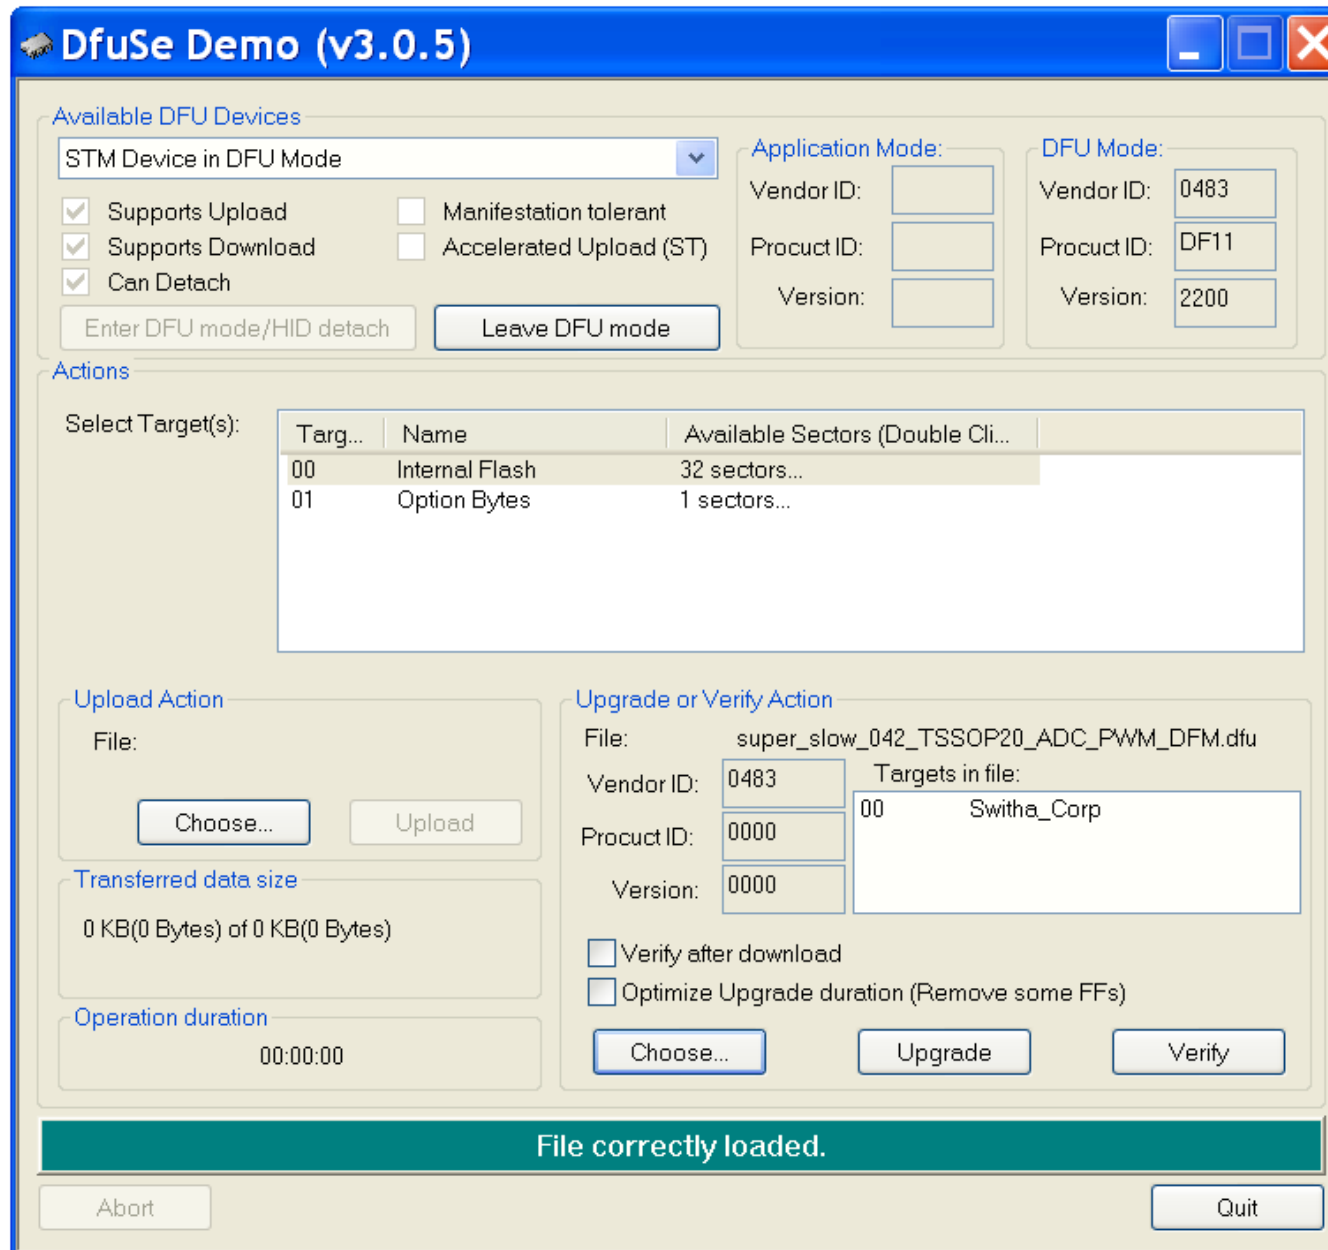 DfuSe Demo (v3.0.5)
Available DFU Devices
STM Device in DFU Mode
Supports Upload
Manifestation tolerant
Supports Download
Accelerated Upload (ST)
Can Detach
Enter DFU mode/HID detach
Leave DFU mode
Application Mode:
Vendor ID:
Procuct ID:
Version:
DFU Mode:
Vendor ID: 0483
Procuct ID: DF11
Version: 2200
Actions
Select Target(s):
Targ... Name Available Sectors (Double Cli...
00 Internal Flash 32 sectors...
01 Option Bytes 1 sectors...
Upload Action
File:
Choose... Upload
Transferred data size
0 KB(0 Bytes) of 0 KB(0 Bytes)
Operation duration
00:00:00
Upgrade or Verify Action
File: super_slow_042_TSSOP20_ADC_PWM_DFM.dfu
Vendor ID: 0483
Procuct ID: 0000
Version: 0000
Targets in file:
00 Switha_Corp
Verify after download
Optimize Upgrade duration (Remove some FFs)
Choose... Upgrade Verify
File correctly loaded.
Abort Quit